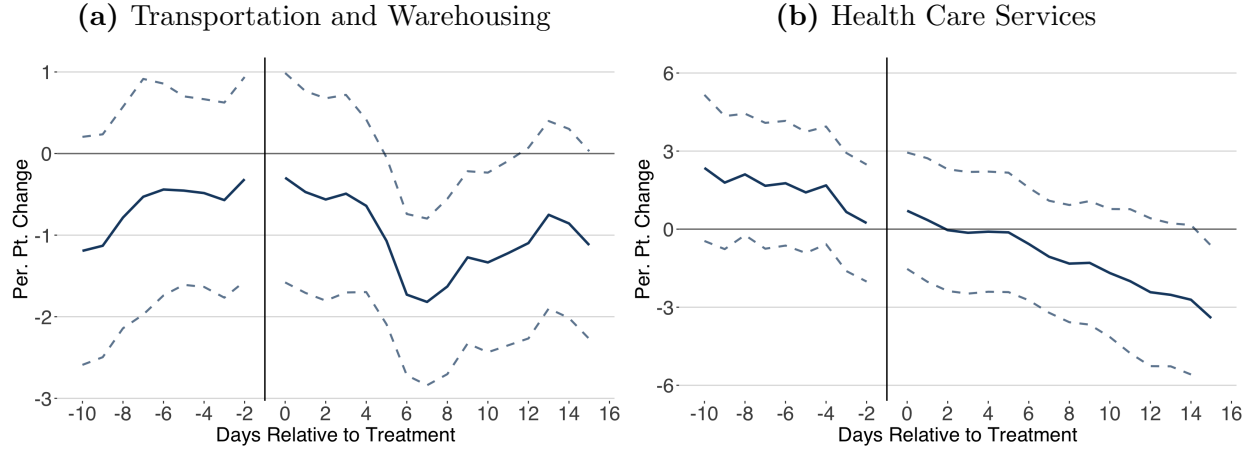 (a) Transportation and Warehousing
Per. Pt. Change
1
0
-1
-2
-3
-10 -8 -6 -4 -2 0 2 4 6 8 10 12 14 16
Days Relative to Treatment
(b) Health Care Services
Per. Pt. Change
6
3
0
-3
-6
-10 -8 -6 -4 -2 0 2 4 6 8 10 12 14 16
Days Relative to Treatment